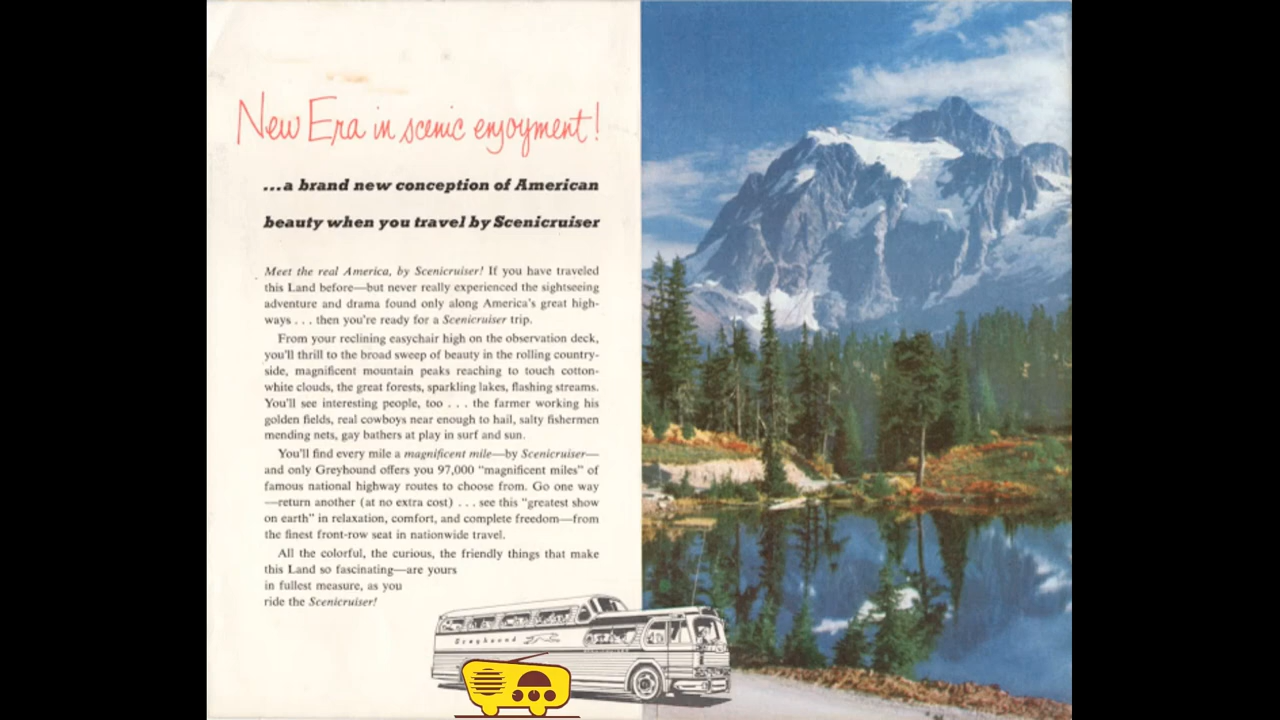 New Era in scenic enjoyment!
...a brand new conception of American
beauty when you travel by Scenicruiser
Meet the real America, by Scenicruiser! If you have traveled
this Land before—but never really experienced the sightseeing
adventure and drama found only along America's great high-
ways . . . then you're ready for a Scenicruiser trip.
From your reclining easychair high on the observation deck,
you'll thrill to the broad sweep of beauty in the rolling country-
side, magnificent mountain peaks reaching to touch cotton-
white clouds, the great forests, sparkling lakes, flashing streams.
You'll see interesting people, too . . . the farmer working his
golden fields, real cowboys near enough to hail, salty fishermen
mending nets, gay bathers at play in surf and sun.
You'll find every mile a magnificent mile—by Scenicruiser—
and only Greyhound offers you 97,000 "magnificent miles" of
famous national highway routes to choose from. Go one way
—return another (at no extra cost) . . . see this "greatest show
on earth" in relaxation, comfort, and complete freedom—from
the finest front-row seat in nationwide travel.
All the colorful, the curious, the friendly things that make
this Land so fascinating—are yours
in fullest measure, as you
ride the Scenicruiser!
Greyhound